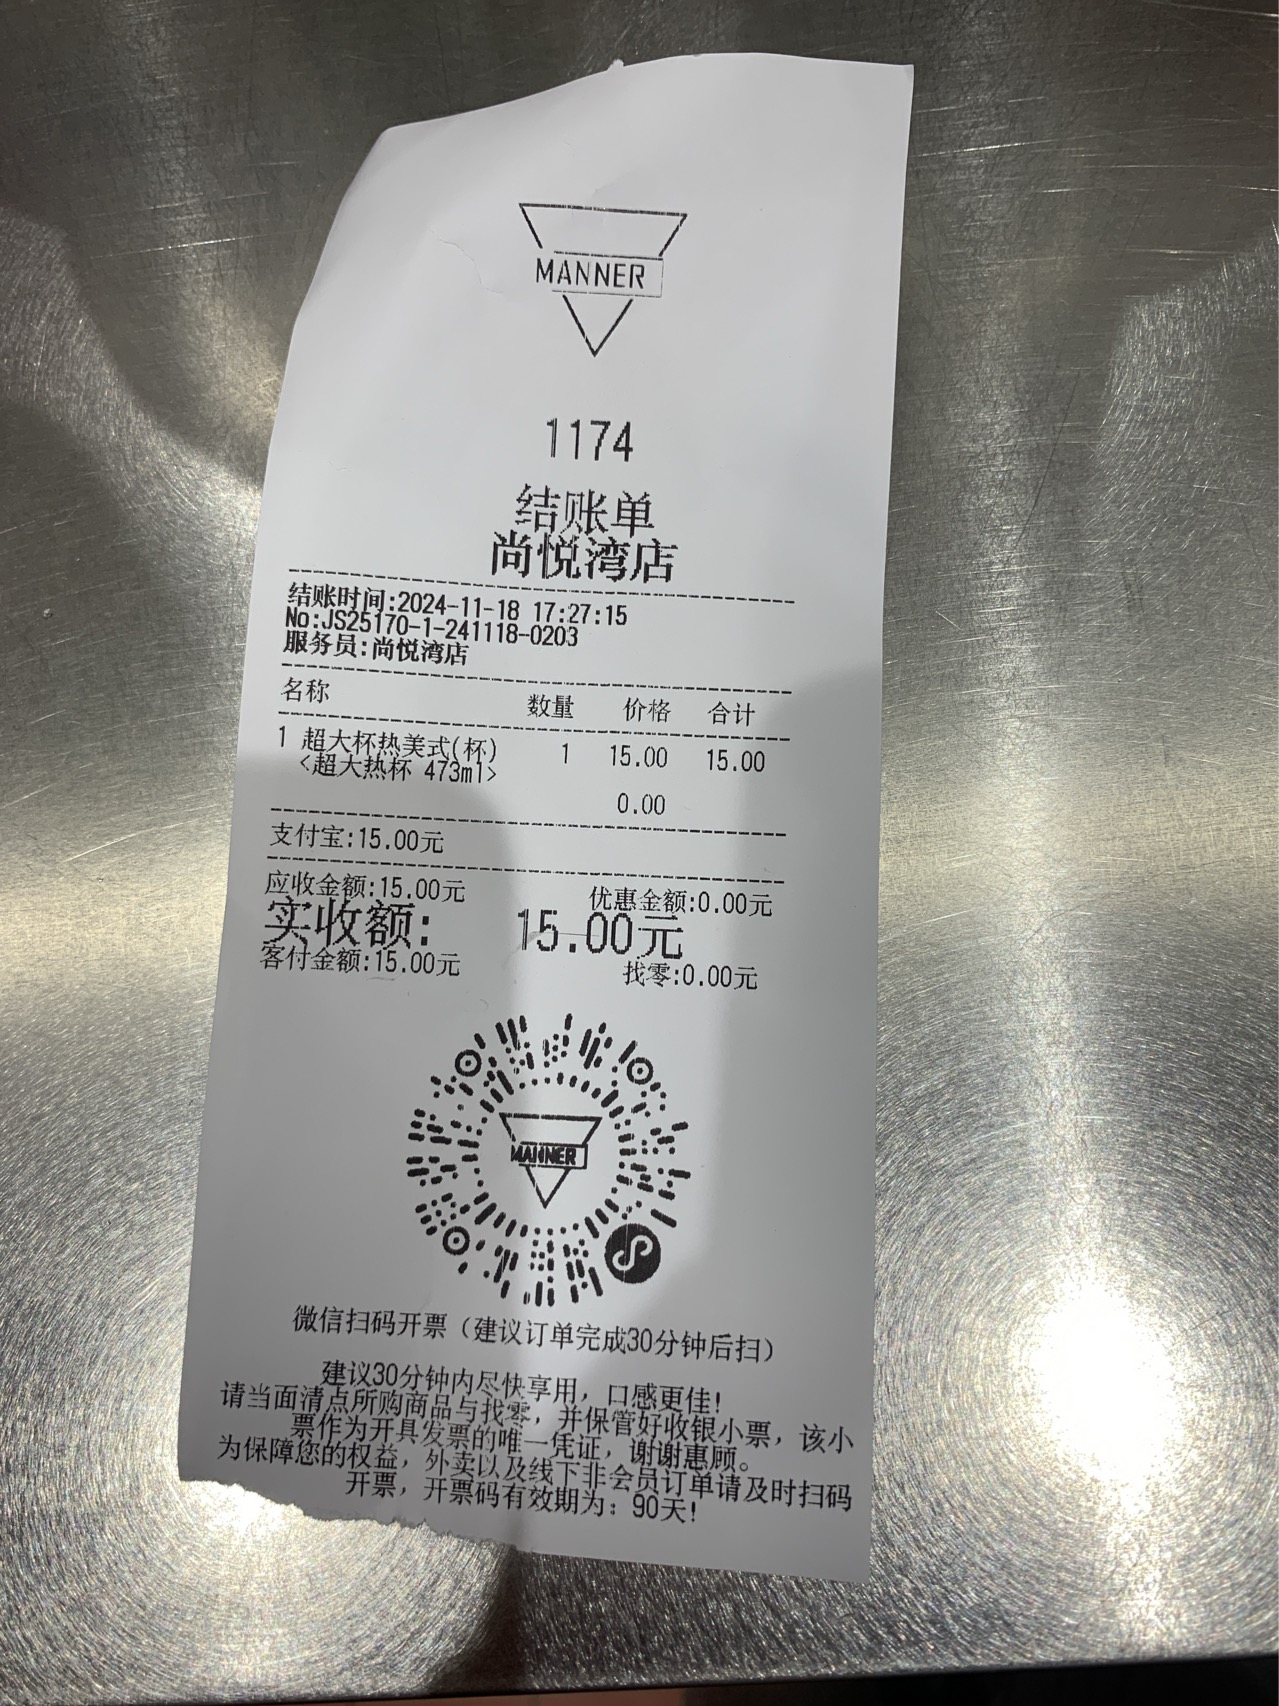 MANNER
1174
结账单
尚悦湾店
结账时间:2024-11-18 17:27:15
No:JS25170-1-241118-0203
服务员:尚悦湾店
名称 数量 价格 合计
1 超大杯热美式(杯) 1 15.00 15.00
<超大热杯 473ml>
0.00
支付宝:15.00元
应收金额:15.00元 优惠金额:0.00元
实收额: 15.00元
客付金额:15.00元 找零:0.00元
MANNER
微信扫码开票（建议订单完成30分钟后扫）
建议30分钟内尽快享用，口感更佳!
请当面清点所购商品与找零，并保管好收银小票，该小
票作为开具发票的唯一凭证，谢谢惠顾。
为保障您的权益，外卖以及线下非会员订单请及时扫码
开票，开票码有效期为：90天!